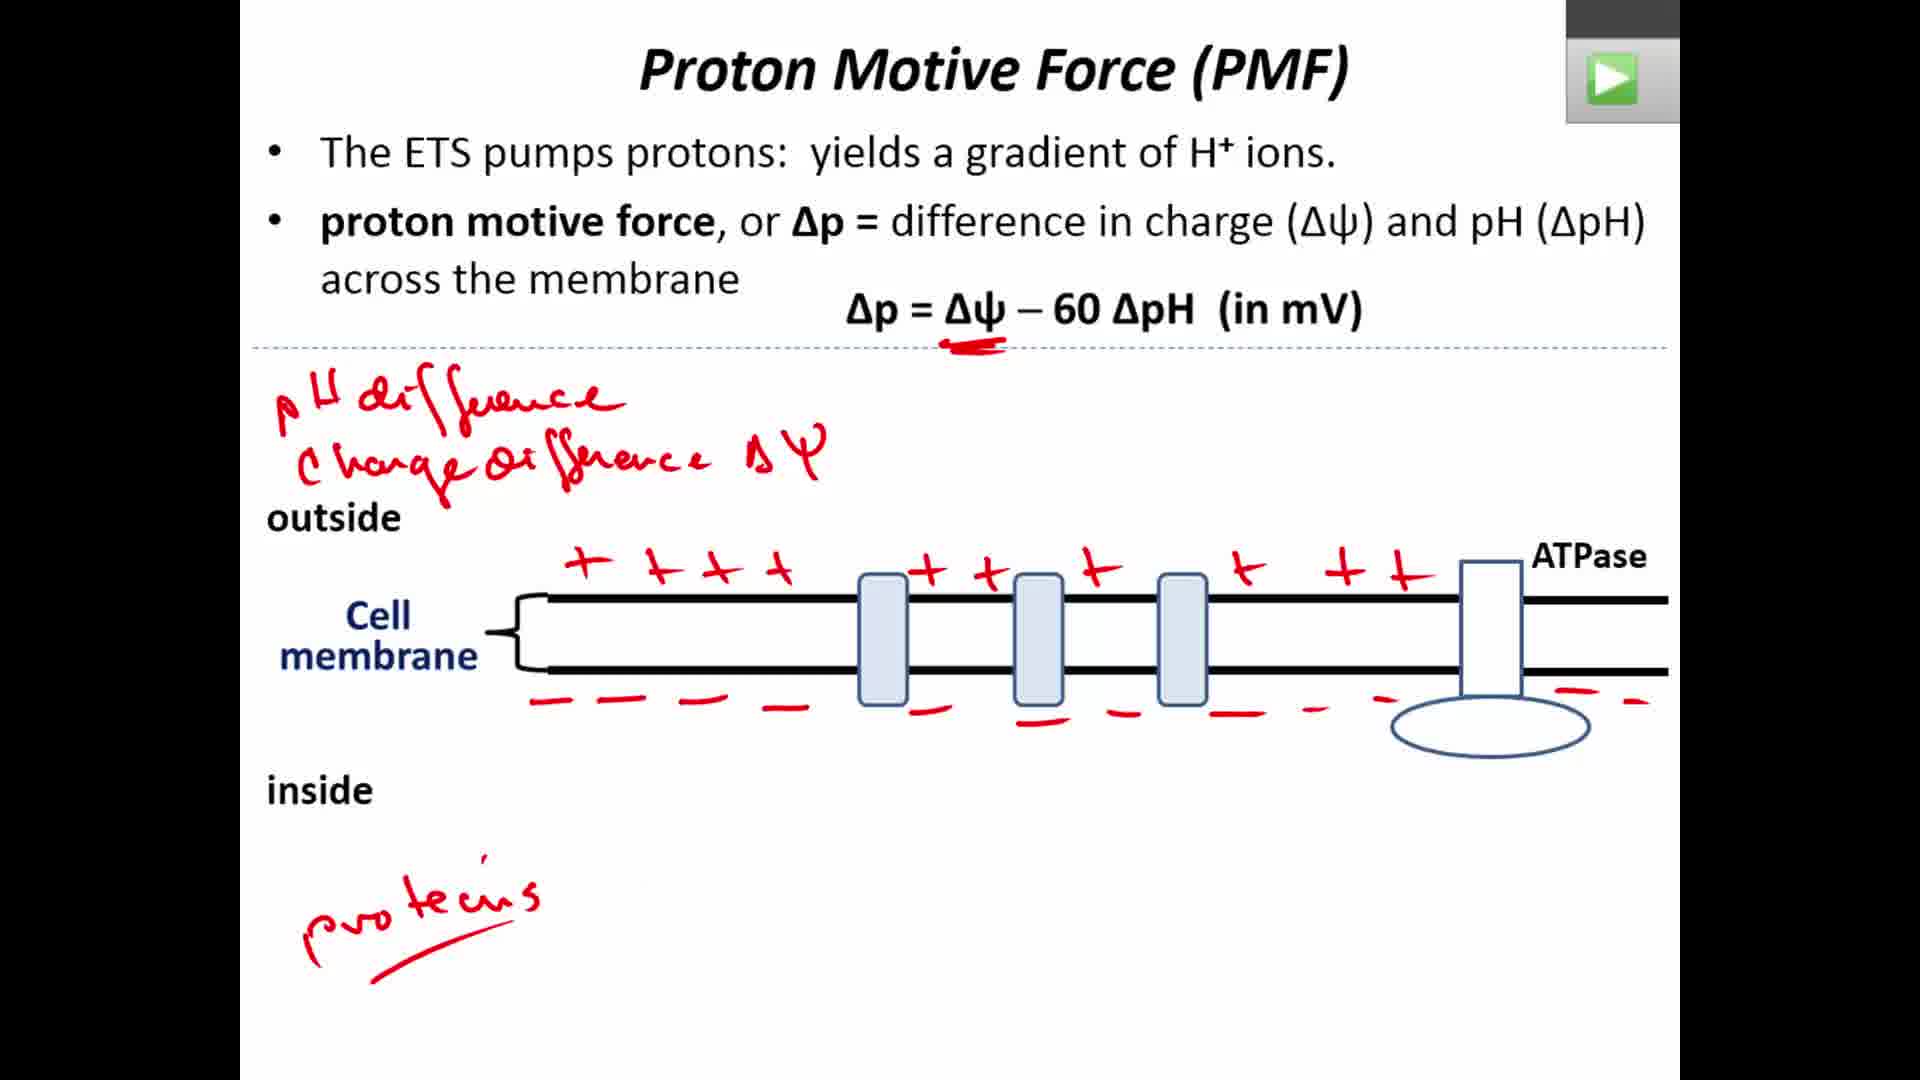 Proton Motive Force (PMF)
• The ETS pumps protons: yields a gradient of H⁺ ions.
• proton motive force, or Δp = difference in charge (Δψ) and pH (ΔpH)
across the membrane
Δp = Δψ – 60 ΔpH (in mV)
pH difference
Charge difference Δ Ψ
outside
+ + + + + + + + + +
ATPase
Cell
membrane
inside
proteins